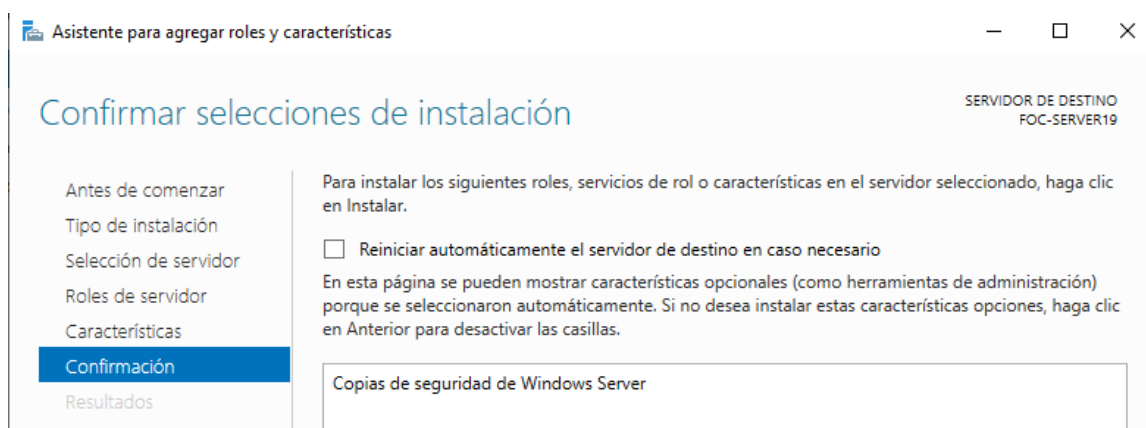 Asistente para agregar roles y características
Confirmar selecciones de instalación
SERVIDOR DE DESTINO
FOC-SERVER19
Antes de comenzar
Tipo de instalación
Selección de servidor
Roles de servidor
Características
Confirmación
Resultados
Para instalar los siguientes roles, servicios de rol o características en el servidor seleccionado, haga clic
en Instalar.
Reiniciar automáticamente el servidor de destino en caso necesario
En esta página se pueden mostrar características opcionales (como herramientas de administración)
porque se seleccionaron automáticamente. Si no desea instalar estas características opciones, haga clic
en Anterior para desactivar las casillas.
Copias de seguridad de Windows Server